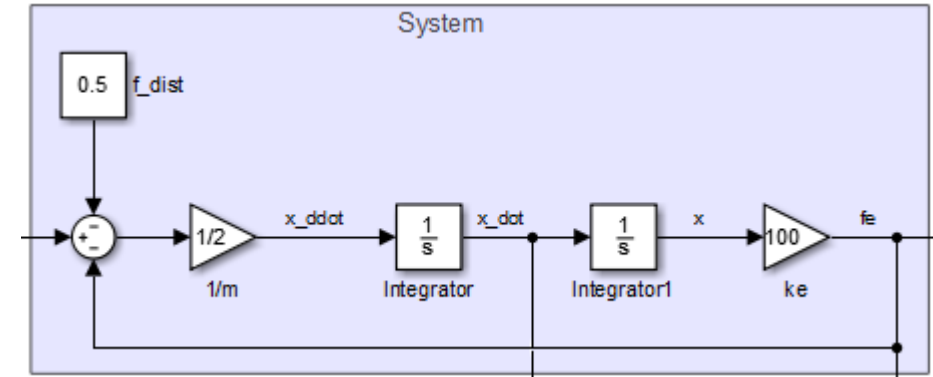 System
0.5
f_dist
+
−
−
1/2
x_ddot
1
s
x_dot
1
s
x
100
fe
1/m
Integrator
Integrator1
ke